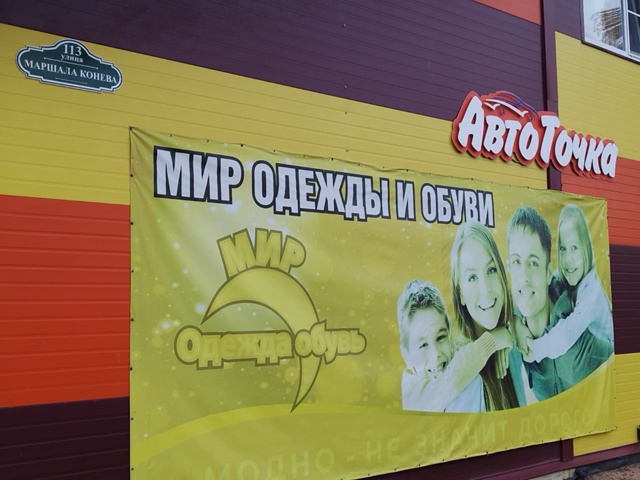 113
улица
МАРШАЛА КОНЕВА
АвтоТочка
МИР ОДЕЖДЫ И ОБУВИ
МИР
Одежда обувь
МОДНО - НЕ ЗНАЧИТ ДОРОГО